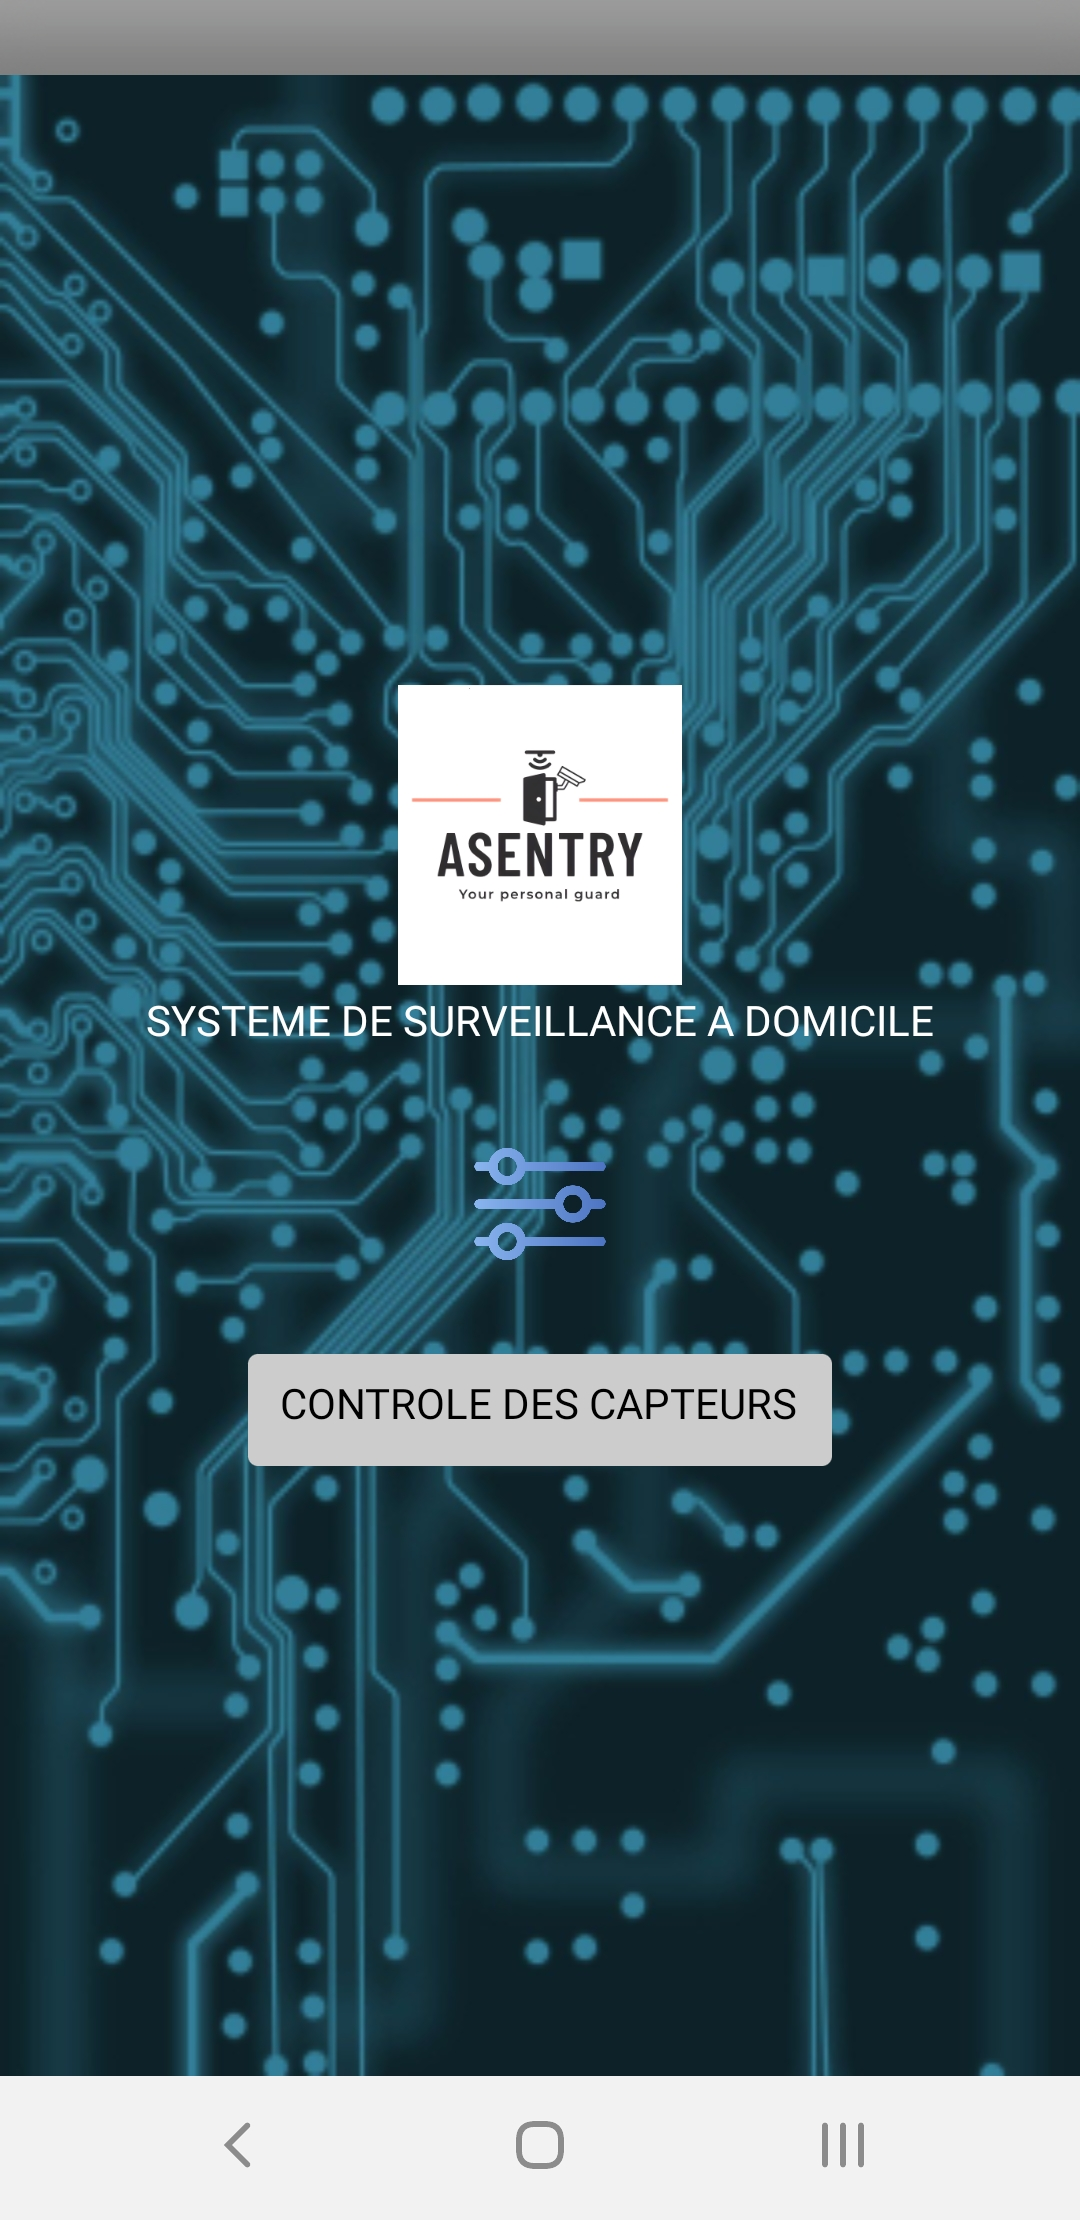 ASENTRY
Your personal guard
SYSTEME DE SURVEILLANCE A DOMICILE
CONTROLE DES CAPTEURS